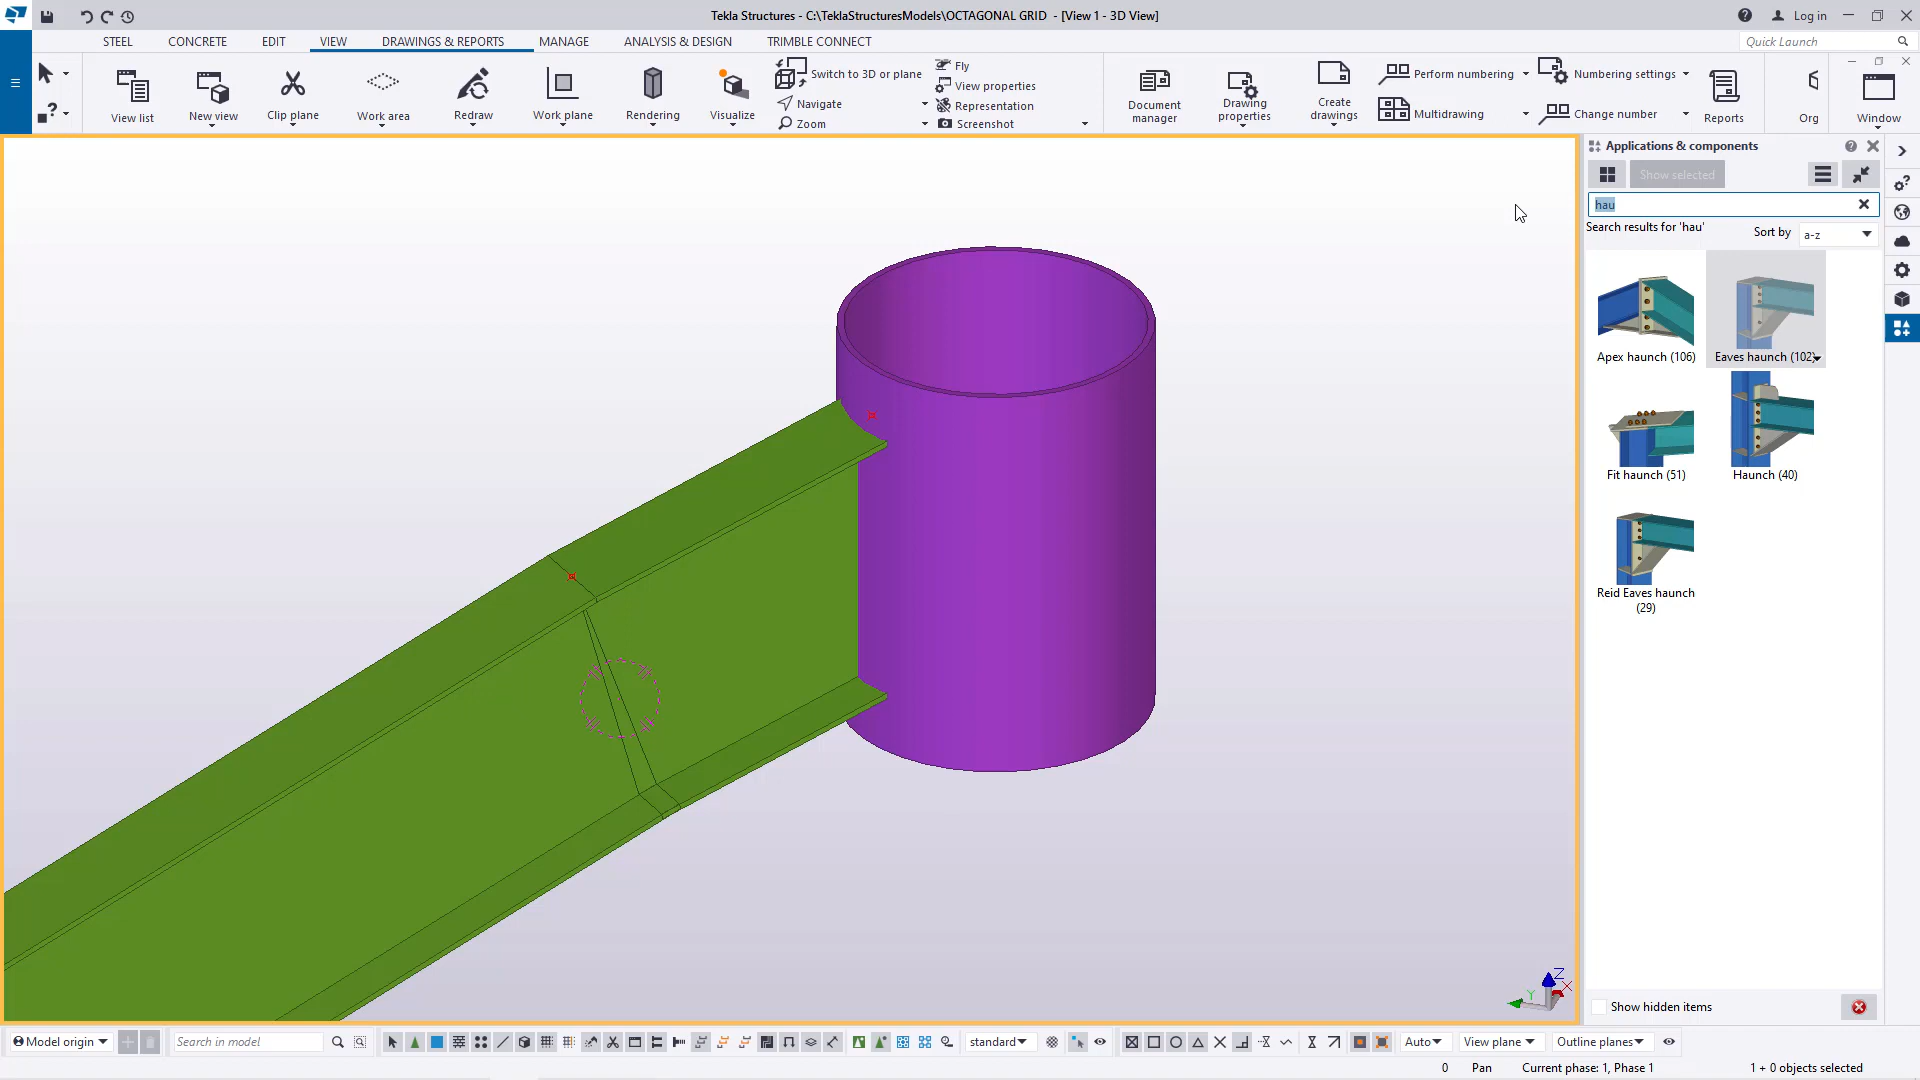 Tekla Structures - C:\TeklaStructuresModels\OCTAGONAL GRID - [View 1 - 3D View]
Log in
STEEL CONCRETE EDIT VIEW DRAWINGS & REPORTS MANAGE ANALYSIS & DESIGN TRIMBLE CONNECT
Quick Launch
View list
New view
Clip plane
Work area
Redraw
Work plane
Rendering
Visualize
Switch to 3D or plane
Navigate
Zoom
Fly
View properties
Representation
Screenshot
Document
manager
Drawing
properties
Create
drawings
Perform numbering
Multidrawing
Numbering settings
Change number
Reports
Org
Window
Applications & components
Show selected
hau
Search results for 'hau'
Sort by
a-z
Apex haunch (106)
Eaves haunch (102)
Fit haunch (51)
Haunch (40)
Reid Eaves haunch
(29)
Z
X
Y
Show hidden items
Model origin
Search in model
standard
Auto
View plane
Outline planes
0
Pan
Current phase: 1, Phase 1
1 + 0 objects selected